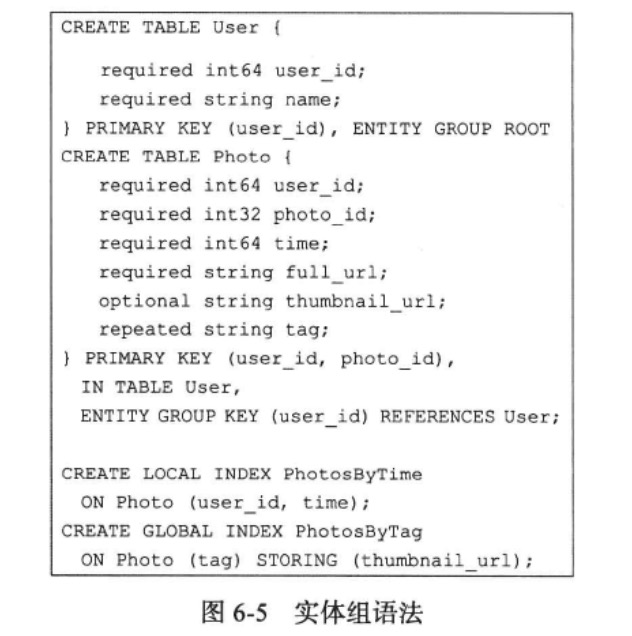 CREATE TABLE User {
required int64 user_id;
required string name;
} PRIMARY KEY (user_id), ENTITY GROUP ROOT
CREATE TABLE Photo {
required int64 user_id;
required int32 photo_id;
required int64 time;
required string full_url;
optional string thumbnail_url;
repeated string tag;
} PRIMARY KEY (user_id, photo_id),
IN TABLE User,
ENTITY GROUP KEY (user_id) REFERENCES User;
CREATE LOCAL INDEX PhotosByTime
ON Photo (user_id, time);
CREATE GLOBAL INDEX PhotosByTag
ON Photo (tag) STORING (thumbnail_url);
图 6-5 实体组语法